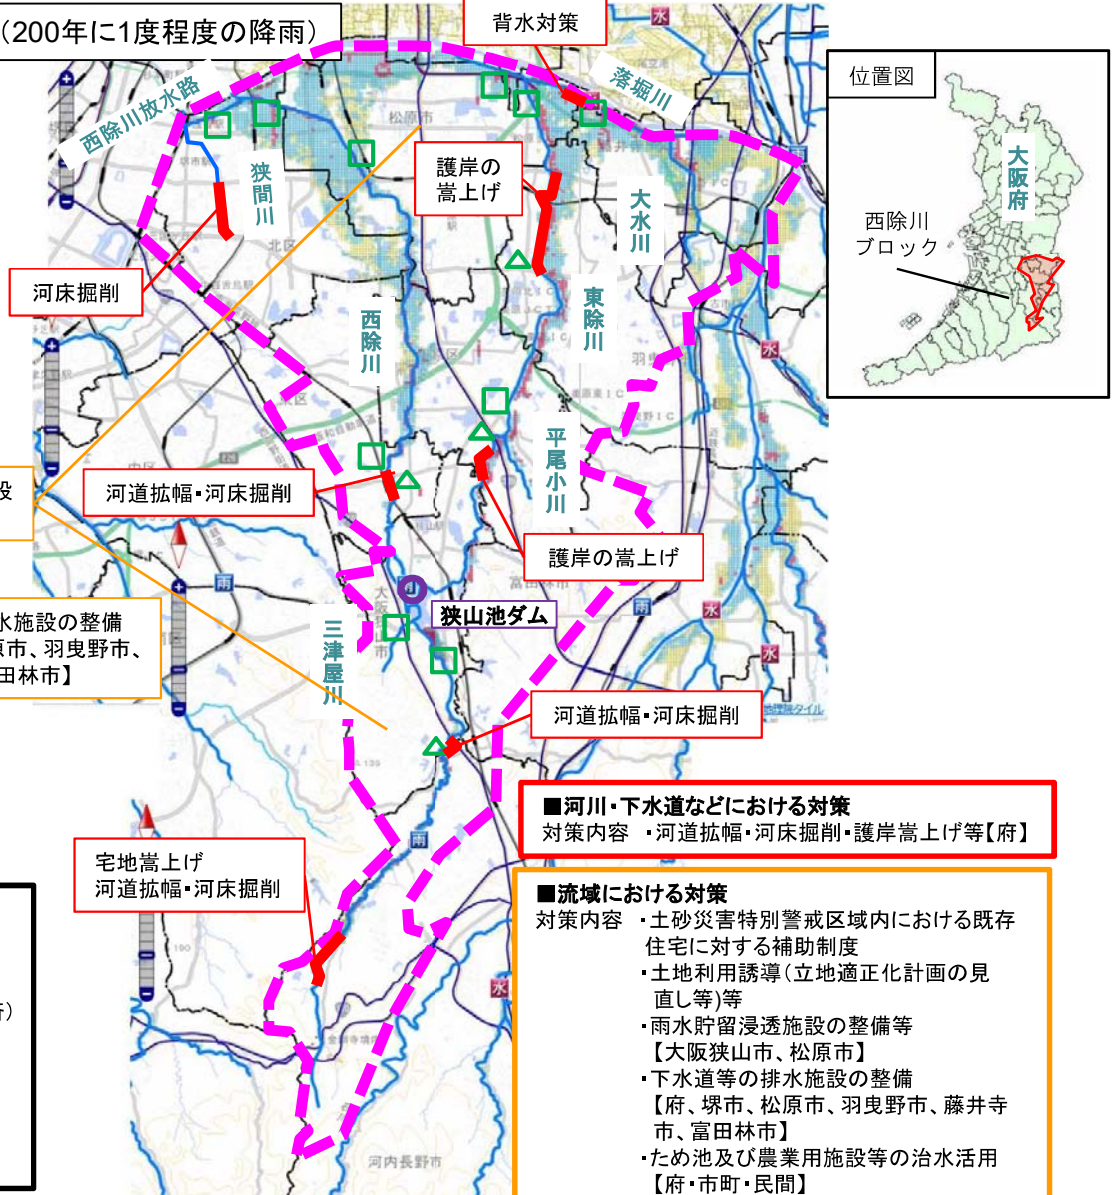 (200年に1度程度の降雨)
背水対策
落堀川
西除川放水路
松原市
護岸の
嵩上げ
狭間川
大水川
北区
河床掘削
西除川
東除川
位置図
大阪府
西除川
ブロック
平尾小川
設
河道拡幅・河床掘削
護岸の嵩上げ
富田林市
狭山池ダム
水施設の整備
原市、羽曳野市、
田林市】
三津屋川
河道拡幅・河床掘削
地理院タイル
宅地嵩上げ
河道拡幅・河床掘削
雨
水
河内長野市
■河川・下水道などにおける対策
対策内容 ・河道拡幅・河床掘削・護岸嵩上げ等【府】
■流域における対策
対策内容 ・土砂災害特別警戒区域内における既存
住宅に対する補助制度
・土地利用誘導(立地適正化計画の見
直し等)等
・雨水貯留浸透施設の整備等
【大阪狭山市、松原市】
・下水道等の排水施設の整備
【府、堺市、松原市、羽曳野市、藤井寺
市、富田林市】
・ため池及び農業用施設等の治水活用
【府・市町・民間】